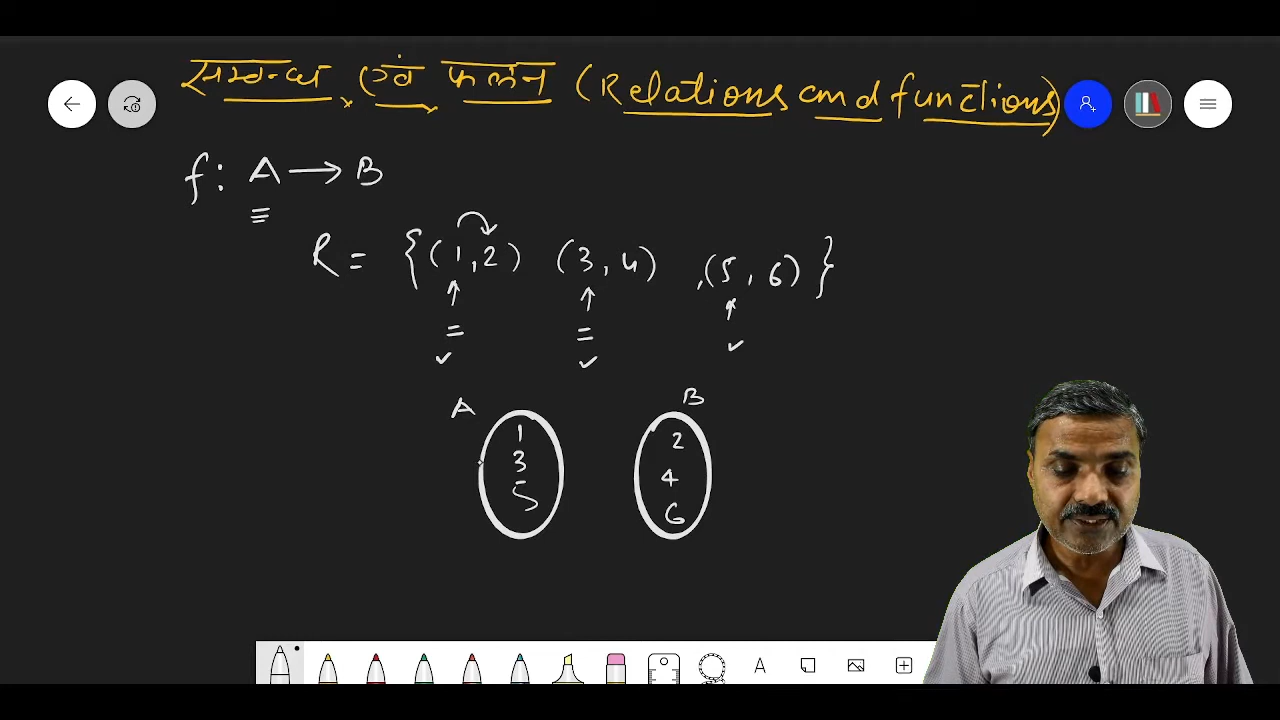 सम्बन्ध एवं फलन (Relations and functions)
f: A → B
R = {(1,2) (3,4) ,(5,6)}
A B
1 2
3 4
5 6
A